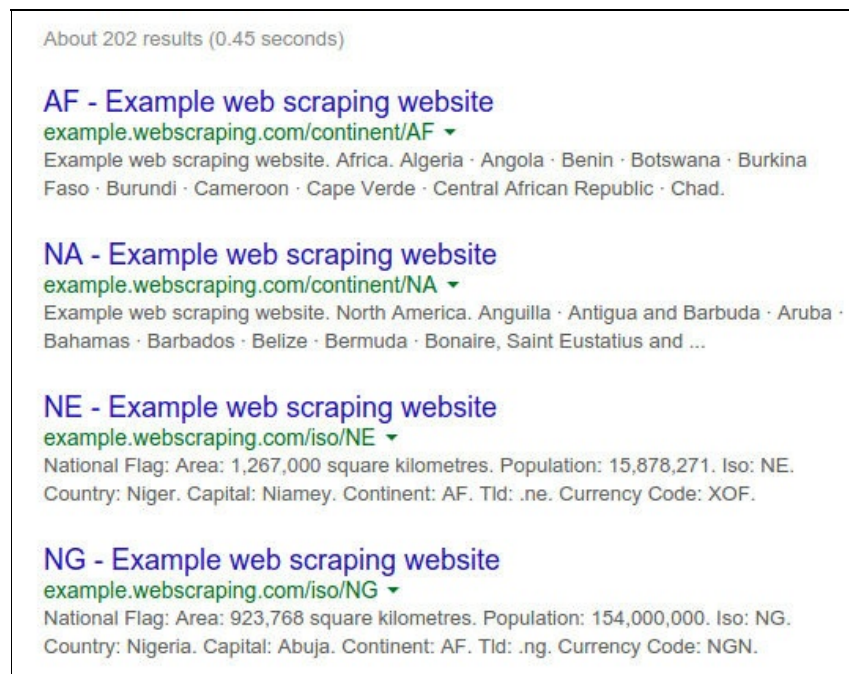 About 202 results (0.45 seconds)
AF - Example web scraping website
example.webscraping.com/continent/AF
Example web scraping website. Africa. Algeria · Angola · Benin · Botswana · Burkina
Faso · Burundi · Cameroon · Cape Verde · Central African Republic · Chad.
NA - Example web scraping website
example.webscraping.com/continent/NA
Example web scraping website. North America. Anguilla · Antigua and Barbuda · Aruba ·
Bahamas · Barbados · Belize · Bermuda · Bonaire, Saint Eustatius and ...
NE - Example web scraping website
example.webscraping.com/iso/NE
National Flag: Area: 1,267,000 square kilometres. Population: 15,878,271. Iso: NE.
Country: Niger. Capital: Niamey. Continent: AF. Tld: .ne. Currency Code: XOF.
NG - Example web scraping website
example.webscraping.com/iso/NG
National Flag: Area: 923,768 square kilometres. Population: 154,000,000. Iso: NG.
Country: Nigeria. Capital: Abuja. Continent: AF. Tld: .ng. Currency Code: NGN.